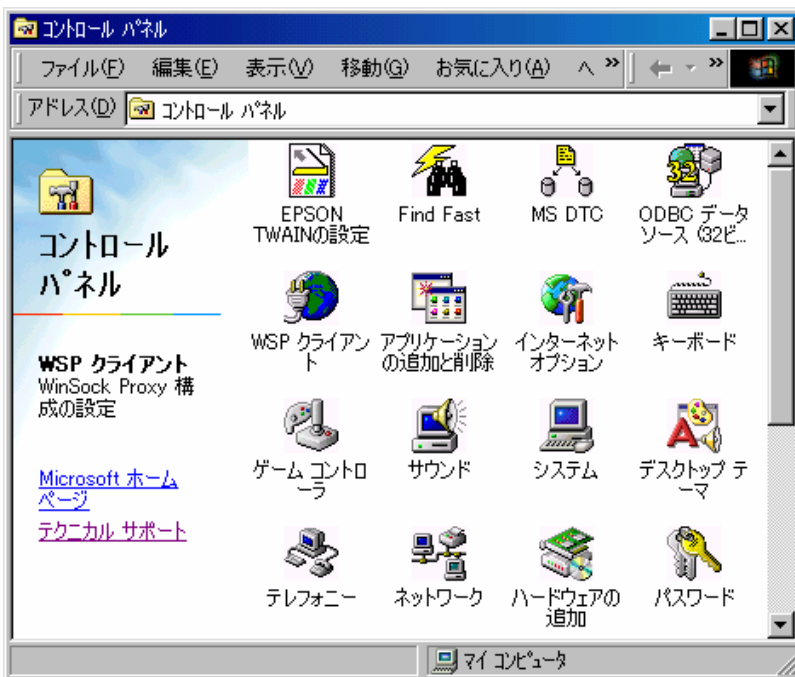 コントロール パネル
ファイル(F) 編集(E) 表示(V) 移動(G) お気に入り(A) ヘ »
»
アドレス(D) コントロール パネル
コントロール
パネル
WSP クライアント
WinSock Proxy 構
成の設定
Microsoft ホーム
ページ
テクニカル サポート
EPSON
TWAINの設定
Find Fast
MS DTC
32
ODBC データ
ソース (32ビ...
WSP クライアン
ト
アプリケーション
の追加と削除
インターネット
オプション
キーボード
ゲーム コントロ
ーラ
サウンド
システム
デスクトップ テ
ーマ
テレフォニー
ネットワーク
ハードウェアの
追加
パスワード
マイ コンピュータ